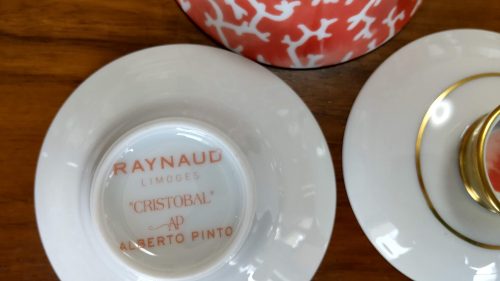 RAYNAUD
LIMOGES
"CRISTOBAL"
AP
ALBERTO PINTO